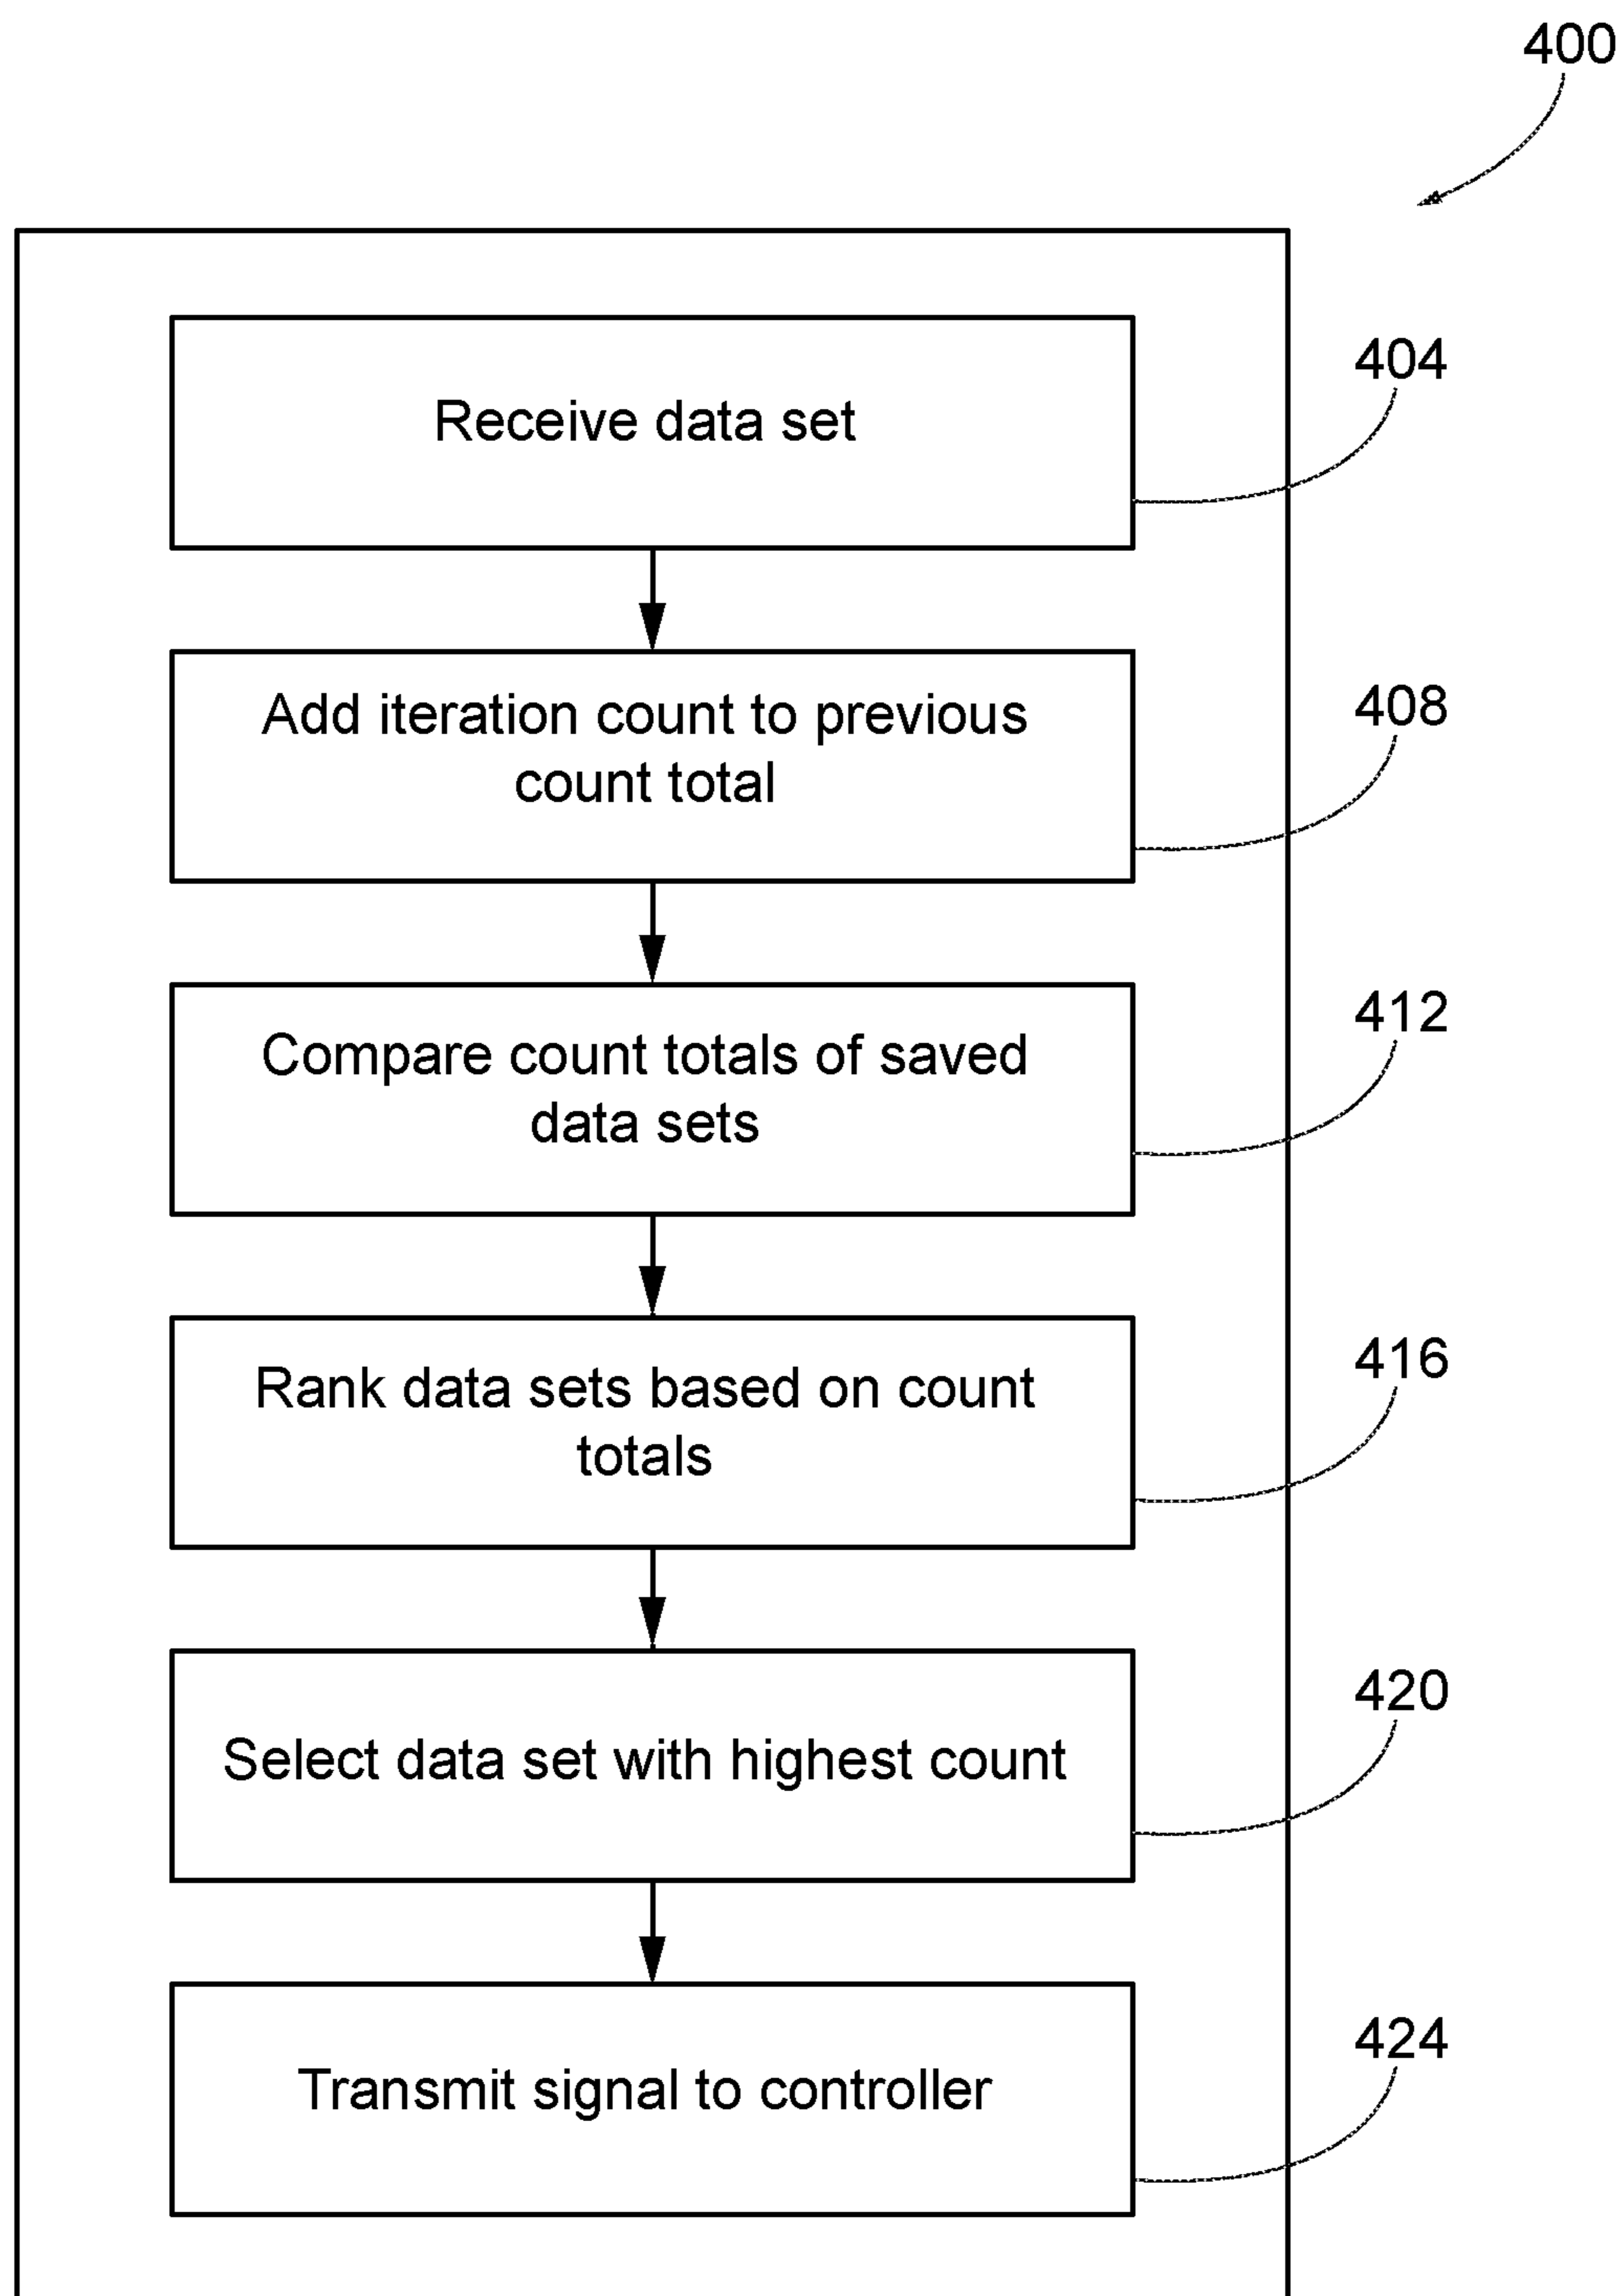 400
Receive data set
404
Add iteration count to previous
count total
408
Compare count totals of saved
data sets
412
Rank data sets based on count
totals
416
Select data set with highest count
420
Transmit signal to controller
424